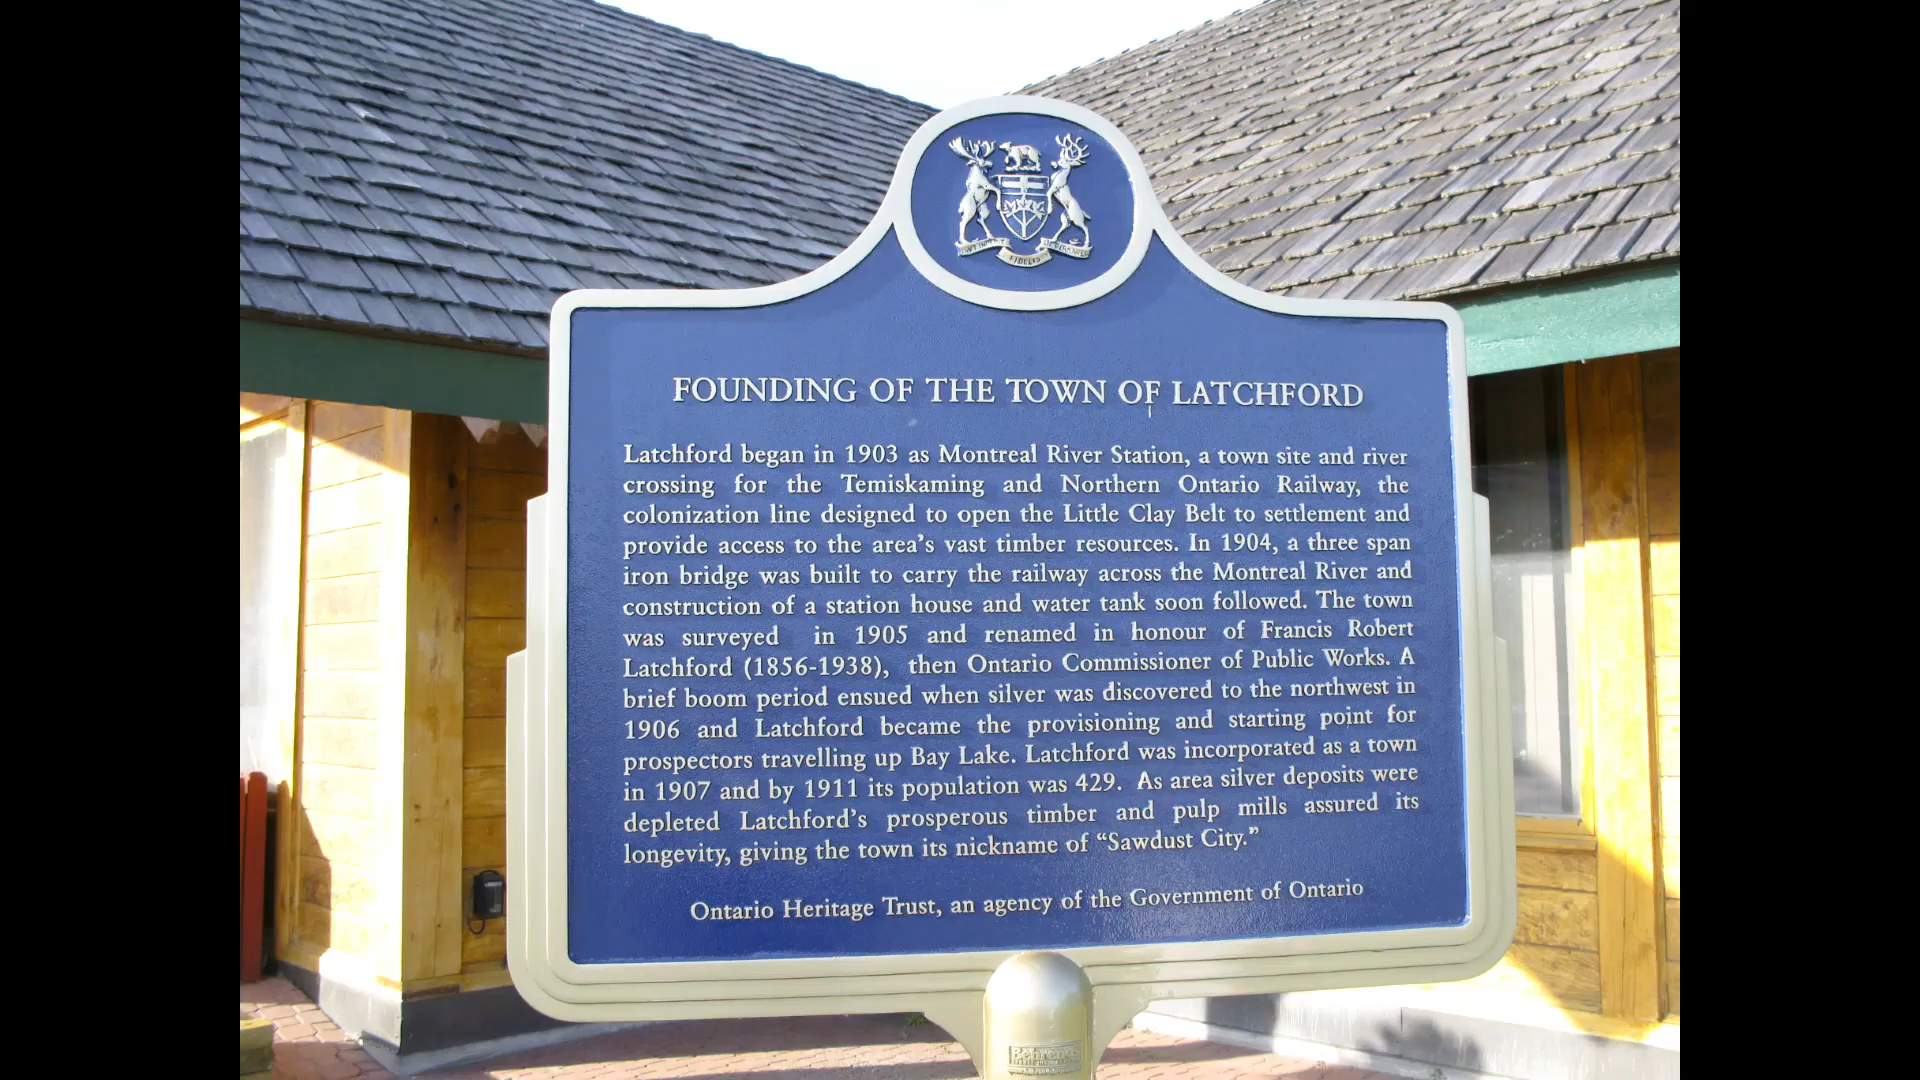 FIDELIS
FOUNDING OF THE TOWN OF LATCHFORD
Latchford began in 1903 as Montreal River Station, a town site and river
crossing for the Temiskaming and Northern Ontario Railway, the
colonization line designed to open the Little Clay Belt to settlement and
provide access to the area's vast timber resources. In 1904, a three span
iron bridge was built to carry the railway across the Montreal River and
construction of a station house and water tank soon followed. The town
was surveyed in 1905 and renamed in honour of Francis Robert
Latchford (1856-1938), then Ontario Commissioner of Public Works. A
brief boom period ensued when silver was discovered to the northwest in
1906 and Latchford became the provisioning and starting point for
prospectors travelling up Bay Lake. Latchford was incorporated as a town
in 1907 and by 1911 its population was 429. As area silver deposits were
depleted Latchford's prosperous timber and pulp mills assured its
longevity, giving the town its nickname of “Sawdust City.”
Ontario Heritage Trust, an agency of the Government of Ontario
Behrends